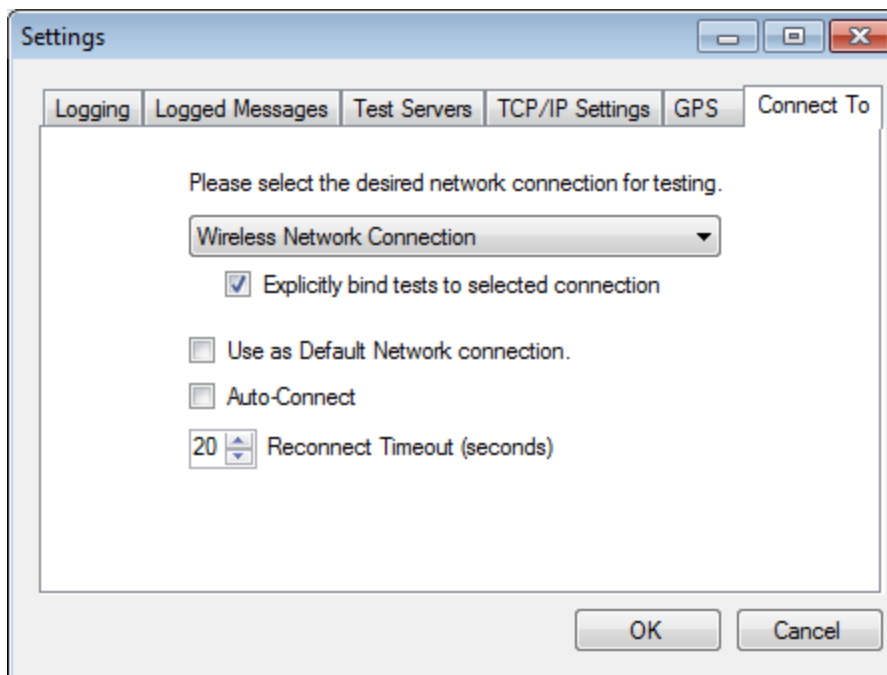 Settings
Logging Logged Messages Test Servers TCP/IP Settings GPS Connect To
Please select the desired network connection for testing.
Wireless Network Connection
Explicitly bind tests to selected connection
Use as Default Network connection.
Auto-Connect
20 Reconnect Timeout (seconds)
OK Cancel